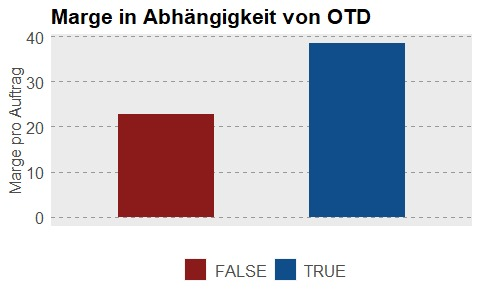 Marge in Abhängigkeit von OTD
Marge pro Auftrag
40
30
20
10
0
FALSE
TRUE